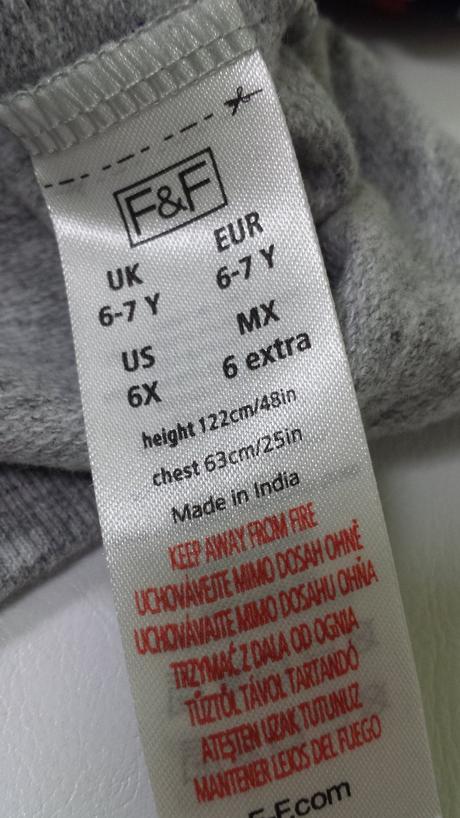 F&F
UK EUR
6-7 Y 6-7 Y
US MX
6X 6 extra
height 122cm/48in
chest 63cm/25in
Made in India
KEEP AWAY FROM FIRE
UCHOVÁVEJTE MIMO DOSAH OHNĚ
UCHOVÁVAJTE MIMO DOSAHU OHŇA
TRZYMAĆ Z DALA OD OGNIA
TŰZTŐL TÁVOL TARTANDÓ
ATEŞTEN UZAK TUTUNUZ
MANTENER LEJOS DEL FUEGO
F-F.com